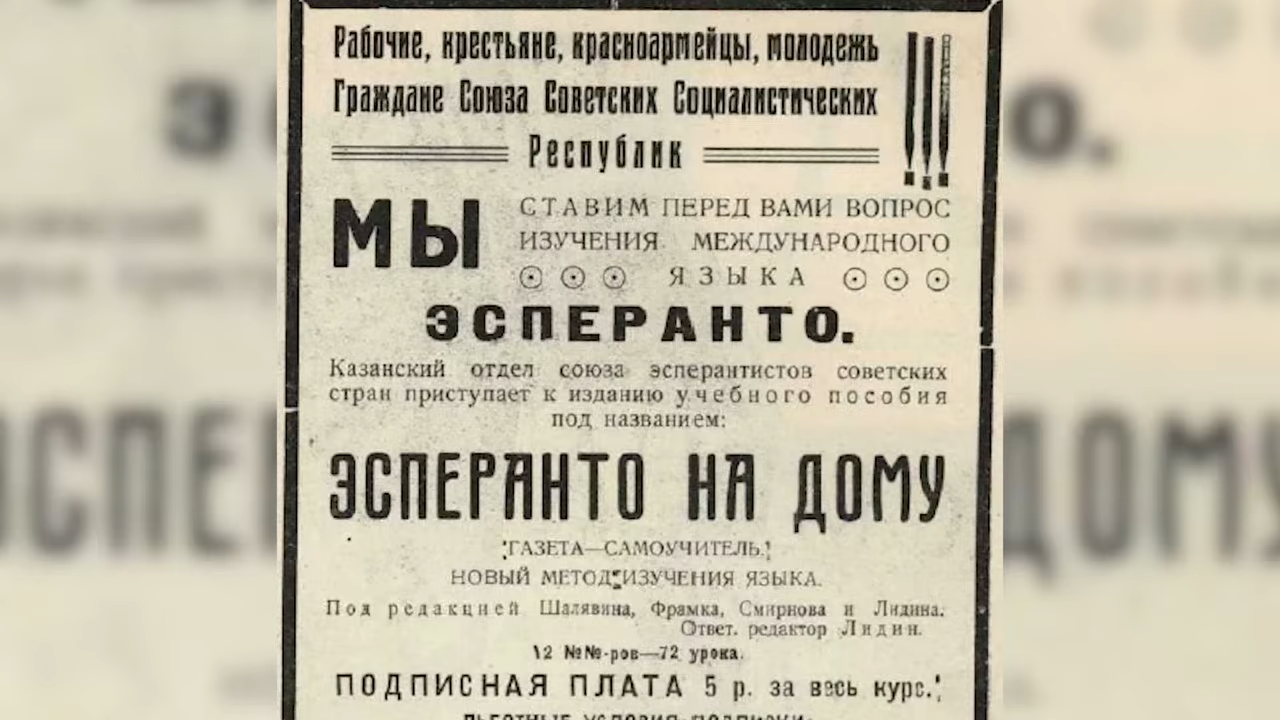 Рабочие, крестьяне, красноармейцы, молодежь
Граждане Союза Советских Социалистических
Республик !!!
МЫ СТАВИМ ПЕРЕД ВАМИ ВОПРОС
ИЗУЧЕНИЯ МЕЖДУНАРОДНОГО
ЯЗЫКА
ЭСПЕРАНТО.
Казанский отдел союза эсперантистов советских
стран приступает к изданию учебного пособия
под названием:
ЭСПЕРАНТО НА ДОМУ
ГАЗЕТА—САМОУЧИТЕЛЬ.
НОВЫЙ МЕТОД ИЗУЧЕНИЯ ЯЗЫКА.
Под редакцией Шалявина, Фрамка, Смирнова и Лидина.
Ответ. редактор Лидин.
12 №№-ров—72 урока.
ПОДПИСНАЯ ПЛАТА 5 р. за весь курс.
ЛЬГОТНЫЕ УСЛОВИЯ ПОДПИСКИ: